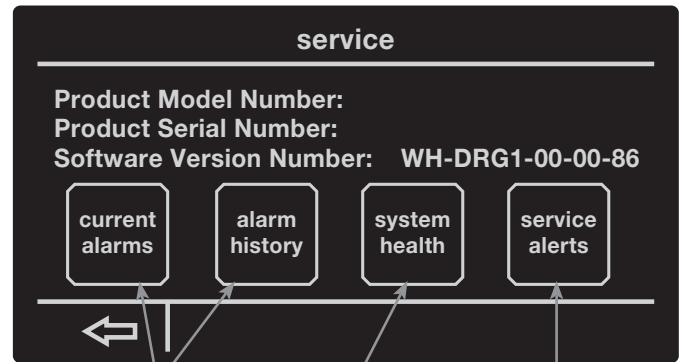 service
Product Model Number:
Product Serial Number:
Software Version Number: WH-DRG1-00-00-86
current
alarms
alarm
history
system
health
service
alerts